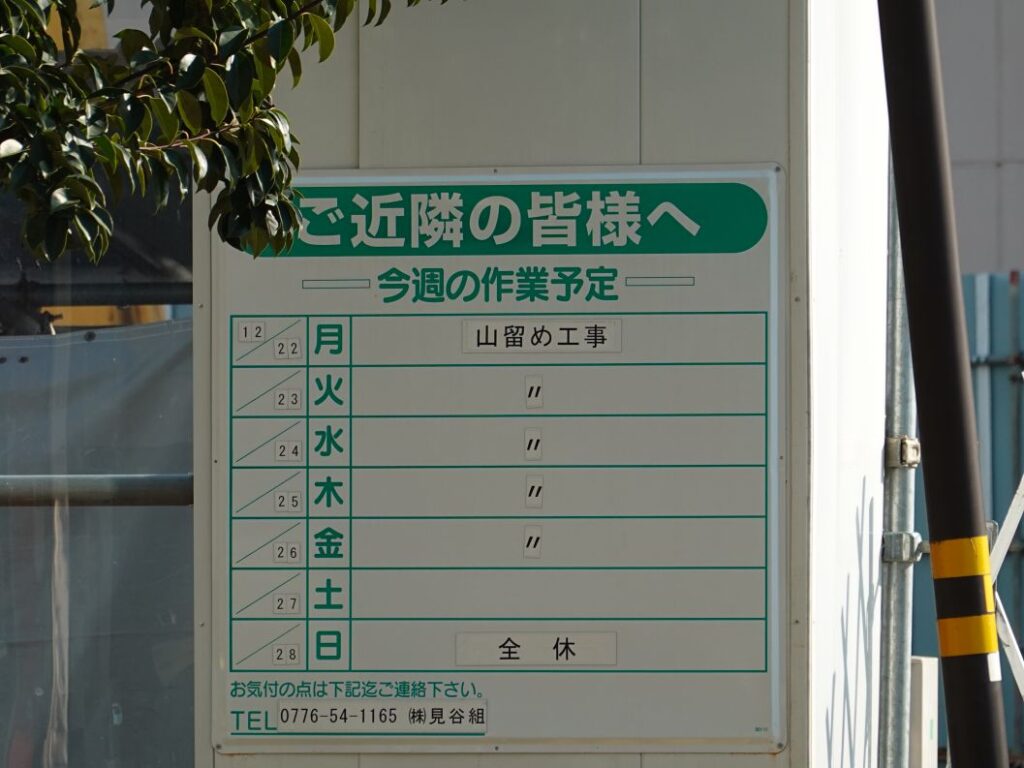 ご近隣の皆様へ
今週の作業予定
12/22 月 山留め工事
/23 火 〃
/24 水 〃
/25 木 〃
/26 金 〃
/27 土
/28 日 全 休
お気付の点は下記迄ご連絡下さい。
TEL 0776-54-1165 ㈱見谷組